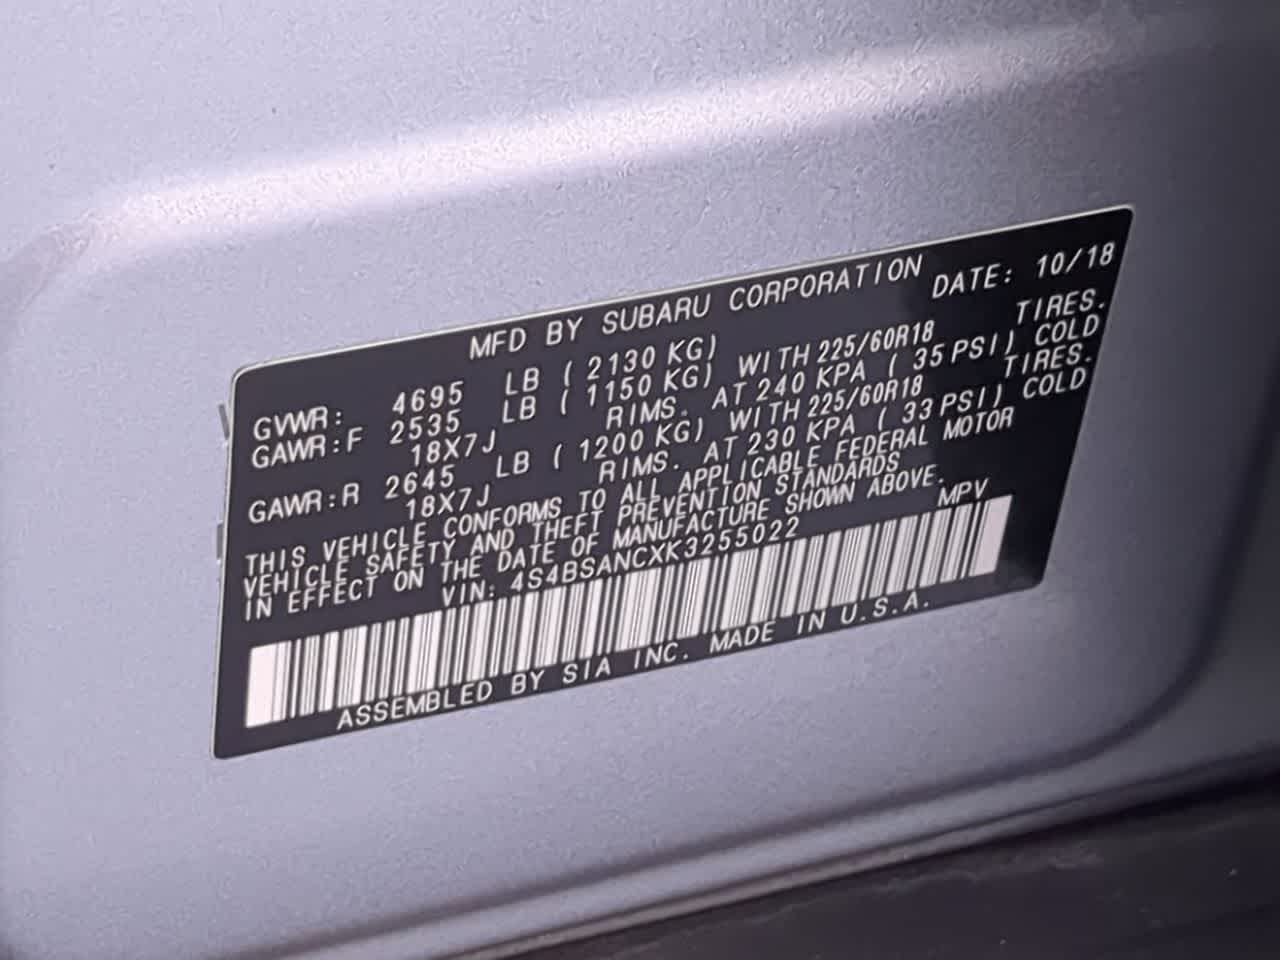 MFD BY SUBARU CORPORATION DATE: 10/18
GVWR: 4695 LB ( 2130 KG)
GAWR:F 2535 LB ( 1150 KG) WITH 225/60R18 TIRES.
18X7J RIMS. AT 240 KPA ( 35 PSI) COLD
GAWR:R 2645 LB ( 1200 KG) WITH 225/60R18 TIRES.
18X7J RIMS. AT 230 KPA ( 33 PSI) COLD
THIS VEHICLE CONFORMS TO ALL APPLICABLE FEDERAL MOTOR
VEHICLE SAFETY AND THEFT PREVENTION STANDARDS
IN EFFECT ON THE DATE OF MANUFACTURE SHOWN ABOVE.
VIN: 4S4BSANCXK3255022 MPV
ASSEMBLED BY SIA INC. MADE IN U.S.A.